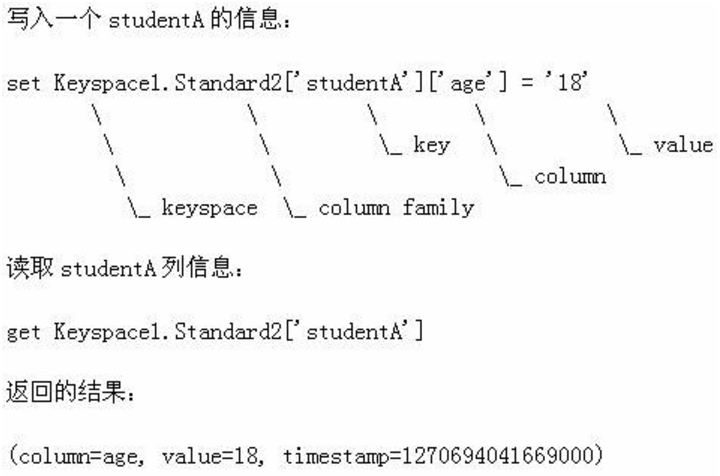 写入一个 studentA 的信息：
set Keyspace1.Standard2['studentA']['age'] = '18'
\ \ \ \ \
\ \ \_ key \ \_ value
\ \ \_ column
\_ keyspace \_ column family
读取 studentA 列信息：
get Keyspace1.Standard2['studentA']
返回的结果：
(column=age, value=18, timestamp=1270694041669000)